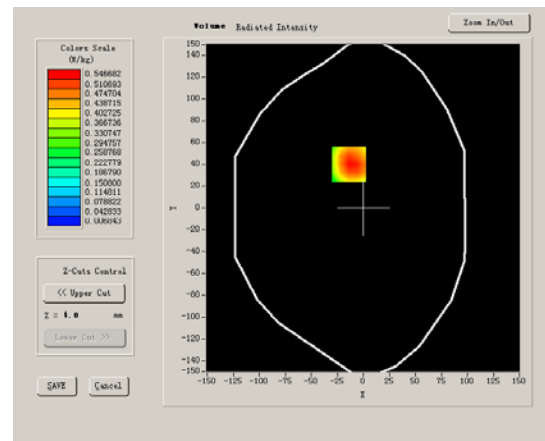 Volume Radiated Intensity
Zoom In/Out
Colors Scale
(W/kg)
0.546682
0.510693
0.474704
0.438715
0.402725
0.366736
0.330747
0.294757
0.258768
0.222779
0.186790
0.150800
0.114811
0.078822
0.042833
0.006843
150
140
120
100
80
60
40
20
0
-20
-40
-60
-80
-100
-120
-140
-150
Y
-150 -125 -100 -75 -50 -25 0 25 50 75 100 125 150
X
Z-Cuts Control
<< Upper Cut
Z = 4.0 mm
Lower Cut >>
SAVE Cancel